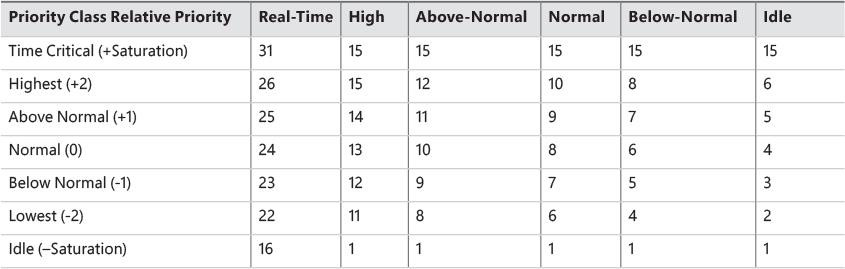 Priority Class Relative Priority Real-Time High Above-Normal Normal Below-Normal Idle
Time Critical (+Saturation) 31 15 15 15 15 15
Highest (+2) 26 15 12 10 8 6
Above Normal (+1) 25 14 11 9 7 5
Normal (0) 24 13 10 8 6 4
Below Normal (-1) 23 12 9 7 5 3
Lowest (-2) 22 11 8 6 4 2
Idle (–Saturation) 16 1 1 1 1 1